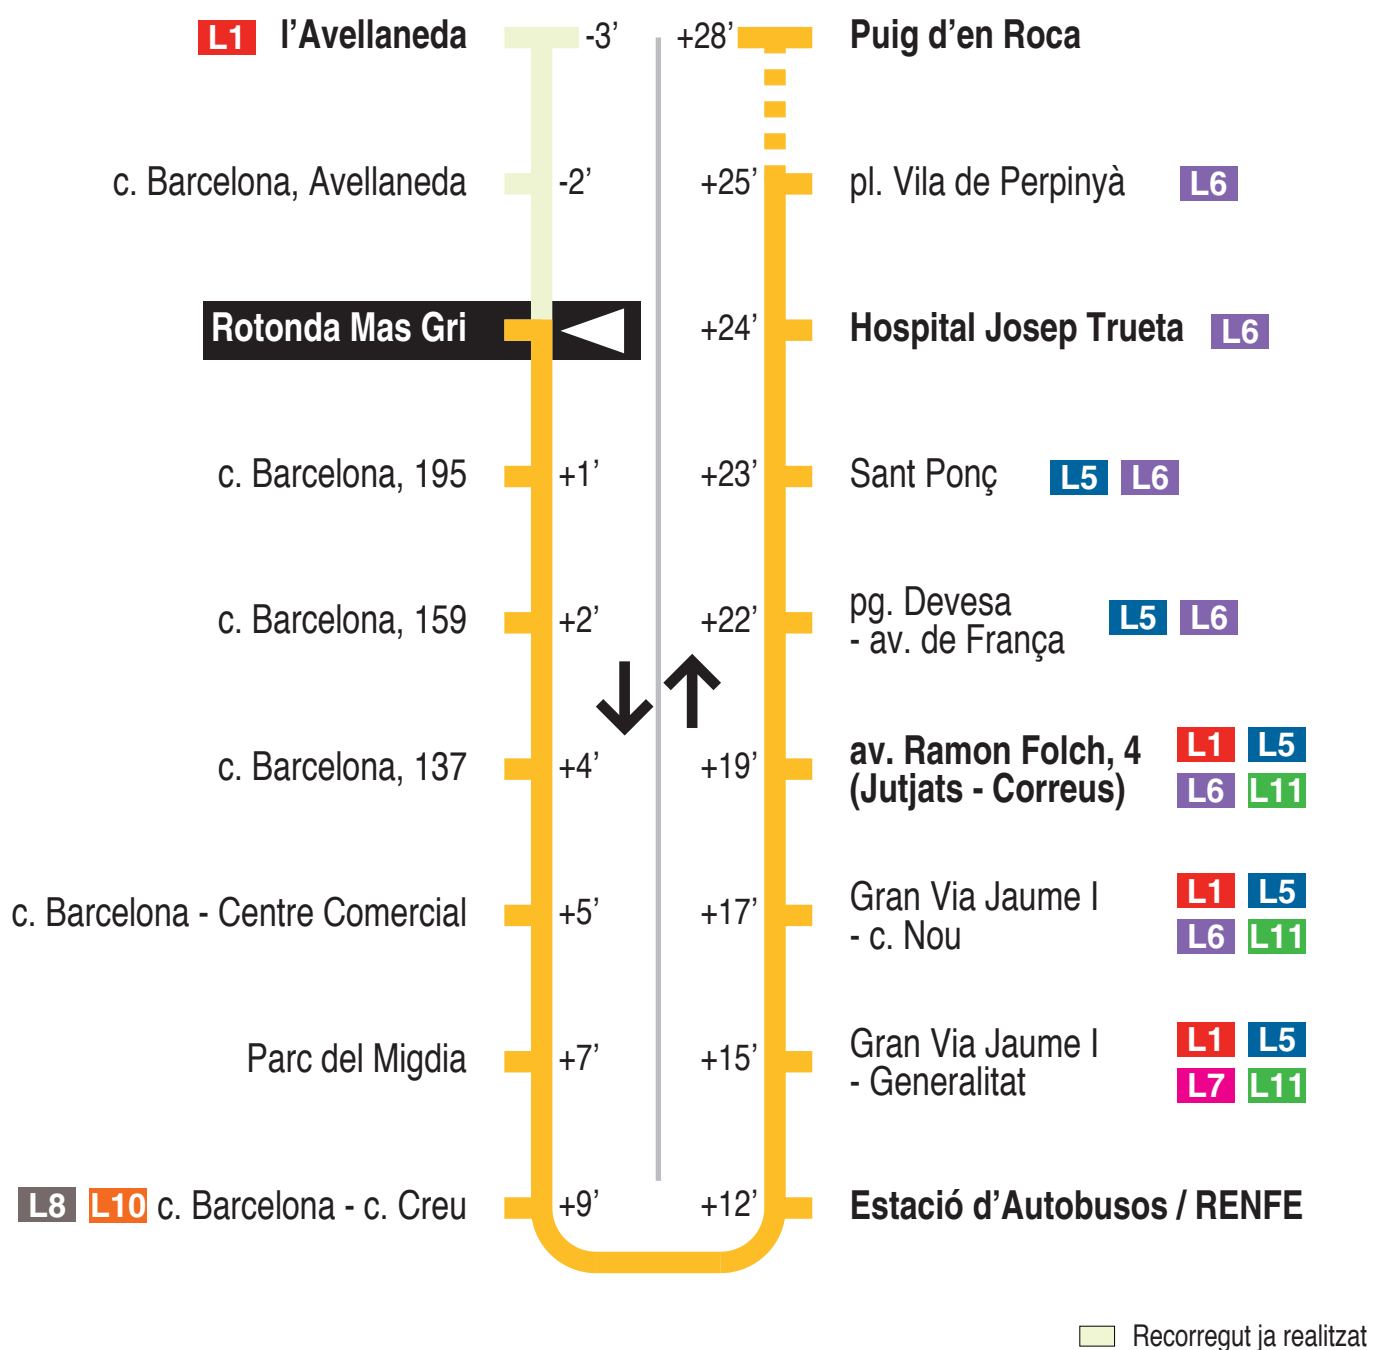 L1 l’Avellaneda -3’
c. Barcelona, Avellaneda -2’
Rotonda Mas Gri
c. Barcelona, 195 +1’
c. Barcelona, 159 +2’
c. Barcelona, 137 +4’
c. Barcelona - Centre Comercial +5’
Parc del Migdia +7’
L8 L10 c. Barcelona - c. Creu +9’
+28’ Puig d’en Roca
+25’ pl. Vila de Perpinyà L6
+24’ Hospital Josep Trueta L6
+23’ Sant Ponç L5 L6
+22’ pg. Devesa
- av. de França L5 L6
+19’ av. Ramon Folch, 4 L1 L5
(Jutjats - Correus) L6 L11
+17’ Gran Via Jaume I L1 L5
- c. Nou L6 L11
+15’ Gran Via Jaume I L1 L5
- Generalitat L7 L11
+12’ Estació d’Autobusos / RENFE
Recorregut ja realitzat